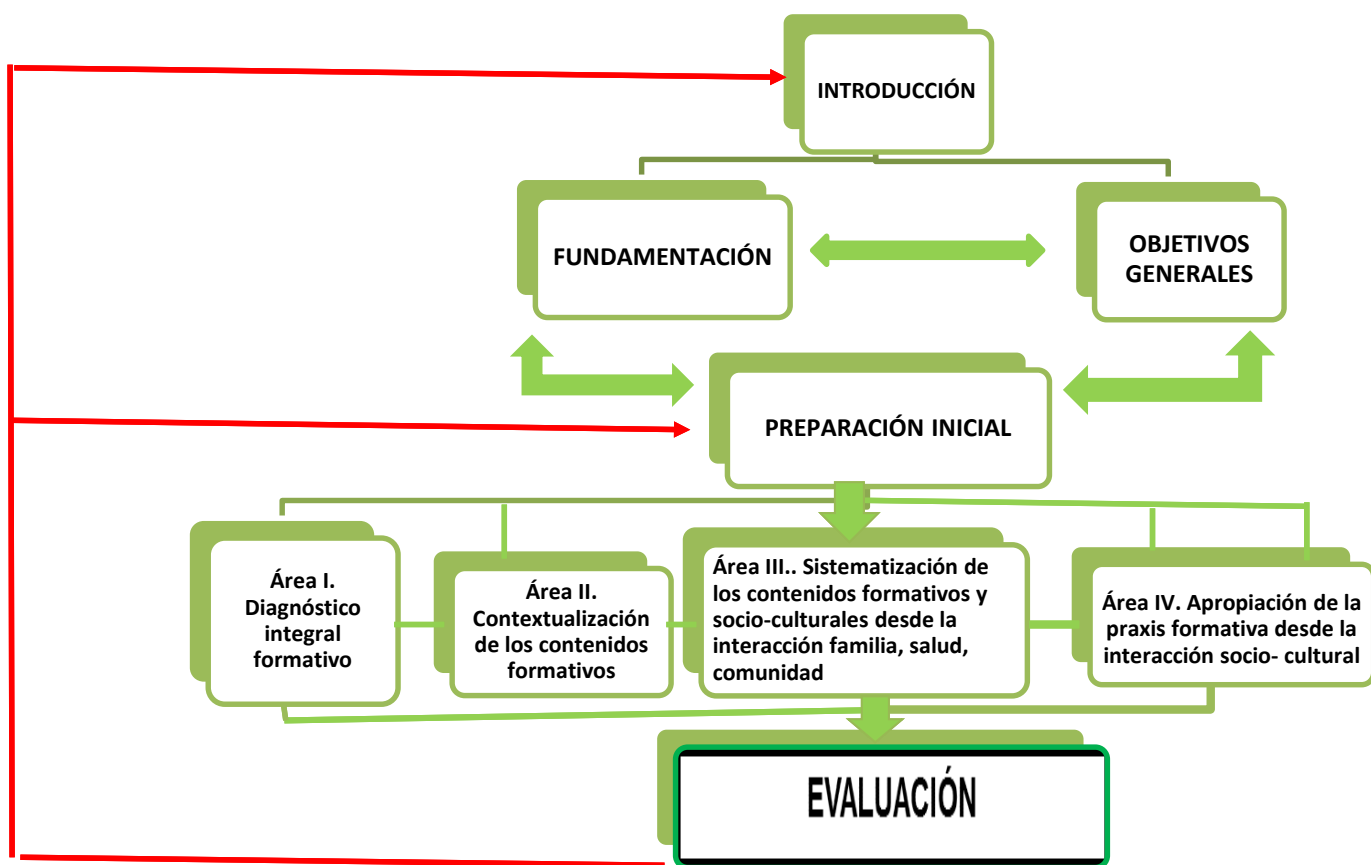 INTRODUCCIÓN
FUNDAMENTACIÓN
OBJETIVOS
GENERALES
PREPARACIÓN INICIAL
Área I.
Diagnóstico
integral
formativo
Área II.
Contextualización
de los contenidos
formativos
Área III.. Sistematización de
los contenidos formativos y
socio-culturales desde la
interacción familia, salud,
comunidad
Área IV. Apropiación de la
praxis formativa desde la
interacción socio- cultural
EVALUACIÓN